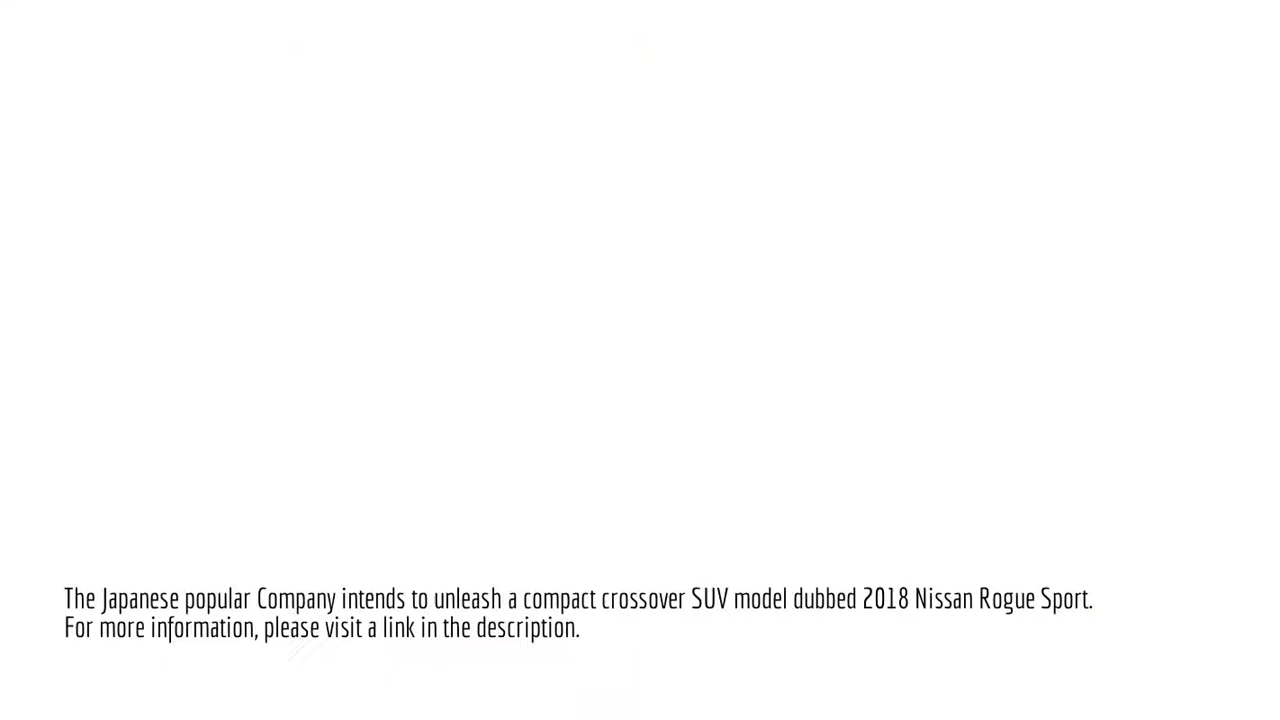 The Japanese popular Company intends to unleash a compact crossover SUV model dubbed 2018 Nissan Rogue Sport.
For more information, please visit a link in the description.